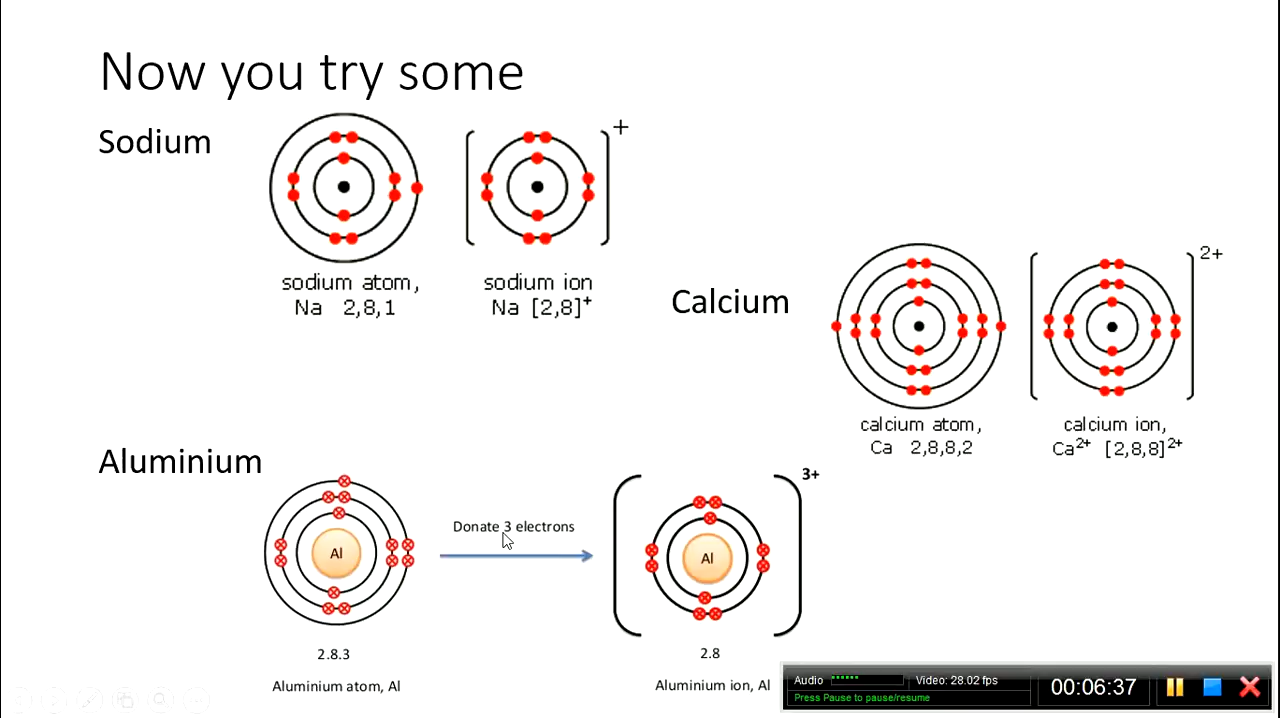 Now you try some
Sodium
+
sodium atom,
Na 2,8,1
sodium ion
Na [2,8]⁺
Calcium
2+
calcium atom,
Ca 2,8,8,2
calcium ion,
Ca²⁺ [2,8,8]²⁺
Aluminium
Al
Donate 3 electrons
Al
3+
2.8.3
Aluminium atom, Al
2.8
Aluminium ion, Al
Audio
Video: 28.02 fps
Press Pause to pause/resume
00:06:37